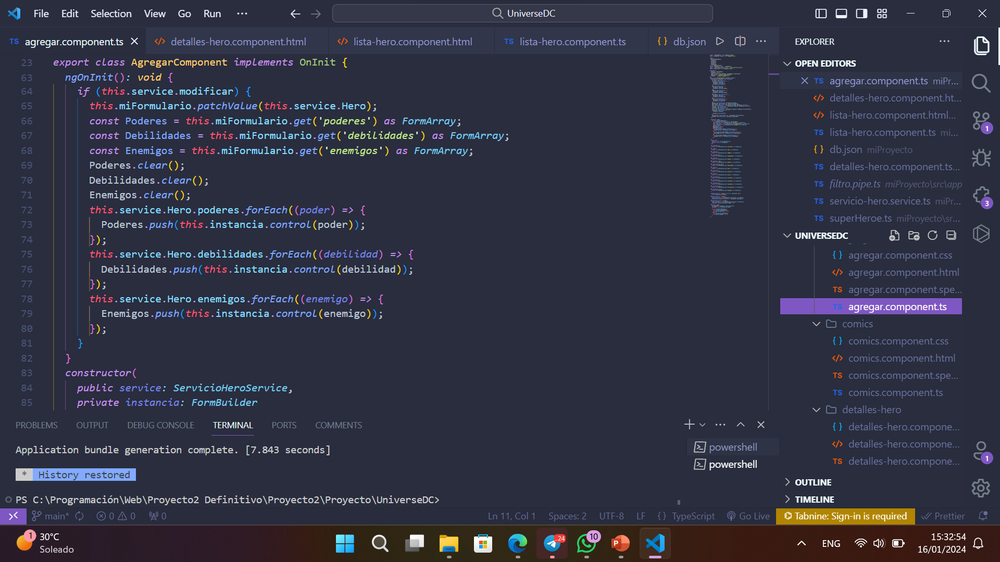 File Edit Selection View Go Run ···
UniverseDC
TS agregar.component.ts
detalles-hero.component.html
lista-hero.component.html
TS lista-hero.component.ts
{} db.json
23 export class AgregarComponent implements OnInit {
63 ngOnInit(): void {
64 if (this.service.modificar) {
65 this.miFormulario.patchValue(this.service.Hero);
66 const Poderes = this.miFormulario.get('poderes') as FormArray;
67 const Debilidades = this.miFormulario.get('debilidades') as FormArray;
68 const Enemigos = this.miFormulario.get('enemigos') as FormArray;
69 Poderes.clear();
70 Debilidades.clear();
71 Enemigos.clear();
72 this.service.Hero.poderes.forEach((poder) => {
73 Poderes.push(this.instancia.control(poder));
74 });
75 this.service.Hero.debilidades.forEach((debilidad) => {
76 Debilidades.push(this.instancia.control(debilidad));
77 });
78 this.service.Hero.enemigos.forEach((enemigo) => {
79 Enemigos.push(this.instancia.control(enemigo));
80 });
81 }
82 }
83 constructor(
84 public service: ServicioHeroService,
85 private instancia: FormBuilder
PROBLEMS OUTPUT DEBUG CONSOLE TERMINAL PORTS COMMENTS
Application bundle generation complete. [7.843 seconds]
* History restored
PS C:\Programación\Web\Proyecto2 Definitivo\Proyecto2\Proyecto\UniverseDC>
powershell
powershell
EXPLORER
OPEN EDITORS
TS agregar.component.ts miPr...
detalles-hero.component.ht...
lista-hero.component.html...
TS lista-hero.component.ts mi...
{} db.json miProyecto
TS detalles-hero.component.ts...
TS filtro.pipe.ts miProyecto\src\app
TS servicio-hero.service.ts miPr...
TS superHeroe.ts miProyecto\sr...
UNIVERSEDC
{} agregar.component.css
agregar.component.html
TS agregar.component.spe...
TS agregar.component.ts
comics
{} comics.component.css
comics.component.html
TS comics.component.spe...
TS comics.component.ts
detalles-hero
{} detalles-hero.compone...
detalles-hero.compone...
TS detalles-hero.compone...
OUTLINE
TIMELINE
1
3
1
main* 0 0 0
Ln 11, Col 1 Spaces: 2 UTF-8 LF {} TypeScript Go Live Tabnine: Sign-in is required Prettier
1
30°C
Soleado
..24
10
P
ENG
15:32:54
16/01/2024